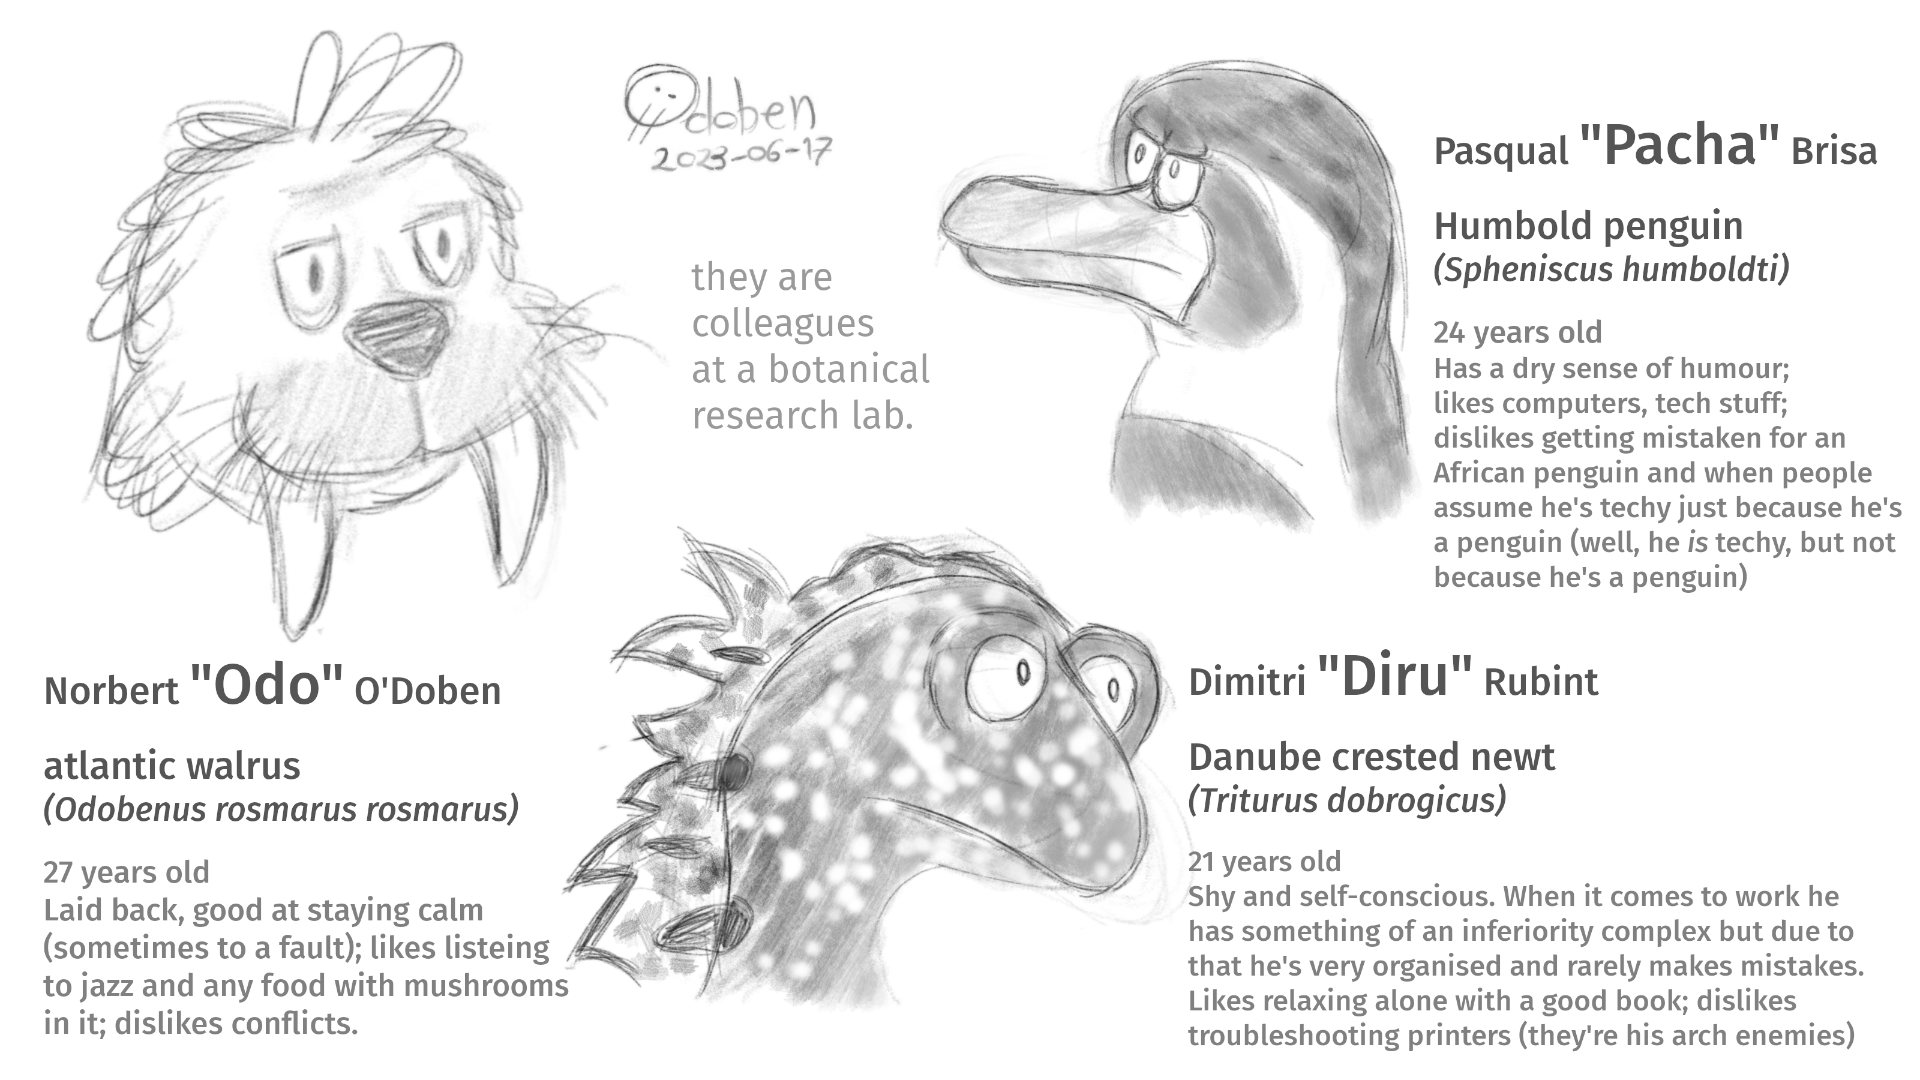 Odoben
2023-06-17
they are
colleagues
at a botanical
research lab.
Pasqual "Pacha" Brisa
Humbold penguin
(Spheniscus humboldti)
24 years old
Has a dry sense of humour;
likes computers, tech stuff;
dislikes getting mistaken for an
African penguin and when people
assume he's techy just because he's
a penguin (well, he is techy, but not
because he's a penguin)
Norbert "Odo" O'Doben
atlantic walrus
(Odobenus rosmarus rosmarus)
27 years old
Laid back, good at staying calm
(sometimes to a fault); likes listeing
to jazz and any food with mushrooms
in it; dislikes conflicts.
Dimitri "Diru" Rubint
Danube crested newt
(Triturus dobrogicus)
21 years old
Shy and self-conscious. When it comes to work he
has something of an inferiority complex but due to
that he's very organised and rarely makes mistakes.
Likes relaxing alone with a good book; dislikes
troubleshooting printers (they're his arch enemies)